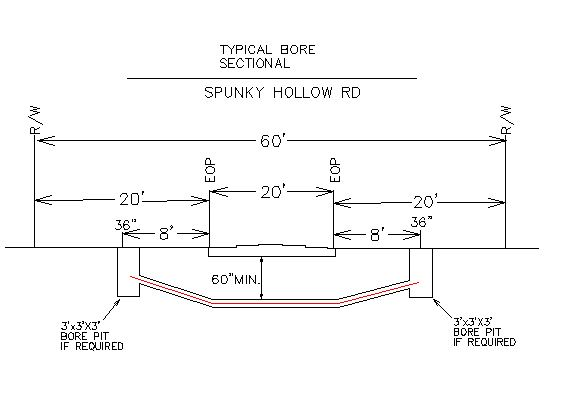 TYPICAL BORE
SECTIONAL
SPUNKY HOLLOW RD
R/W
R/W
60'
EOP
EOP
20'
20'
20'
36"
8'
8'
36"
60"MIN.
3'x3'X3'
BORE PIT
IF REQUIRED
3'x3'X3'
BORE PIT
IF REQUIRED